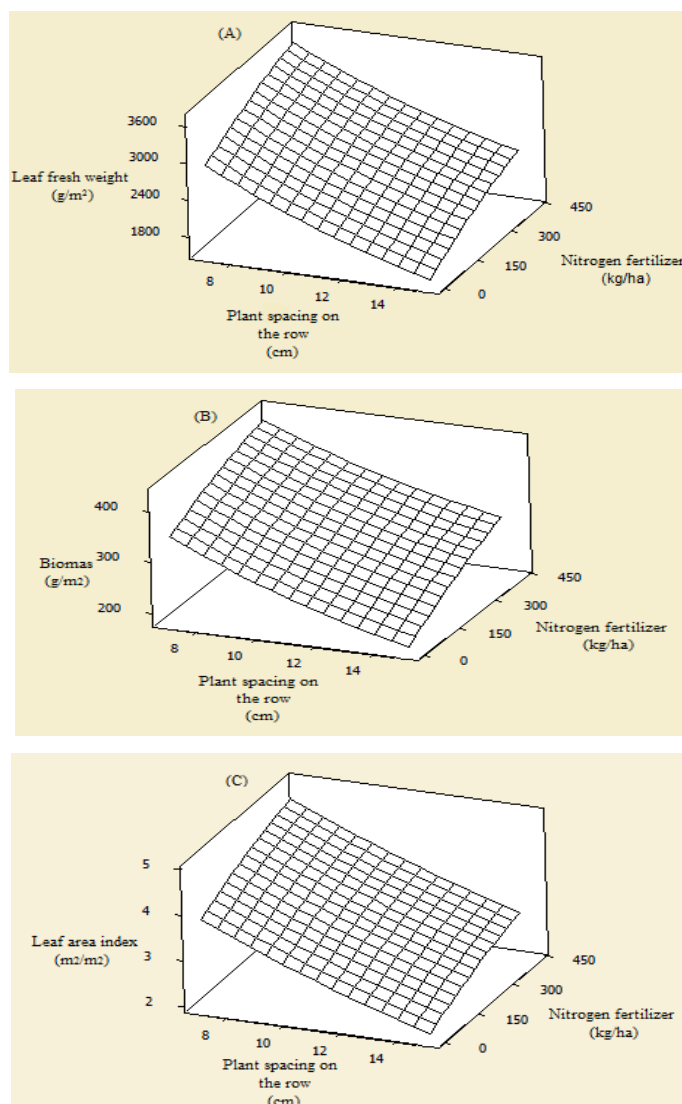 (A)
3600
3000
Leaf fresh weight
(g/m²)
2400
1800
450
300
Nitrogen fertilizer
(kg/ha)
150
0
8
10
12
14
Plant spacing on
the row
(cm)
(B)
400
Biomas
300
(g/m2)
200
450
300
Nitrogen fertilizer
(kg/ha)
150
0
8
10
12
14
Plant spacing on
the row
(cm)
(C)
5
4
Leaf area index
(m2/m2)
3
2
450
300
Nitrogen fertilizer
(kg/ha)
150
0
8
10
12
14
Plant spacing on
the row
(cm)